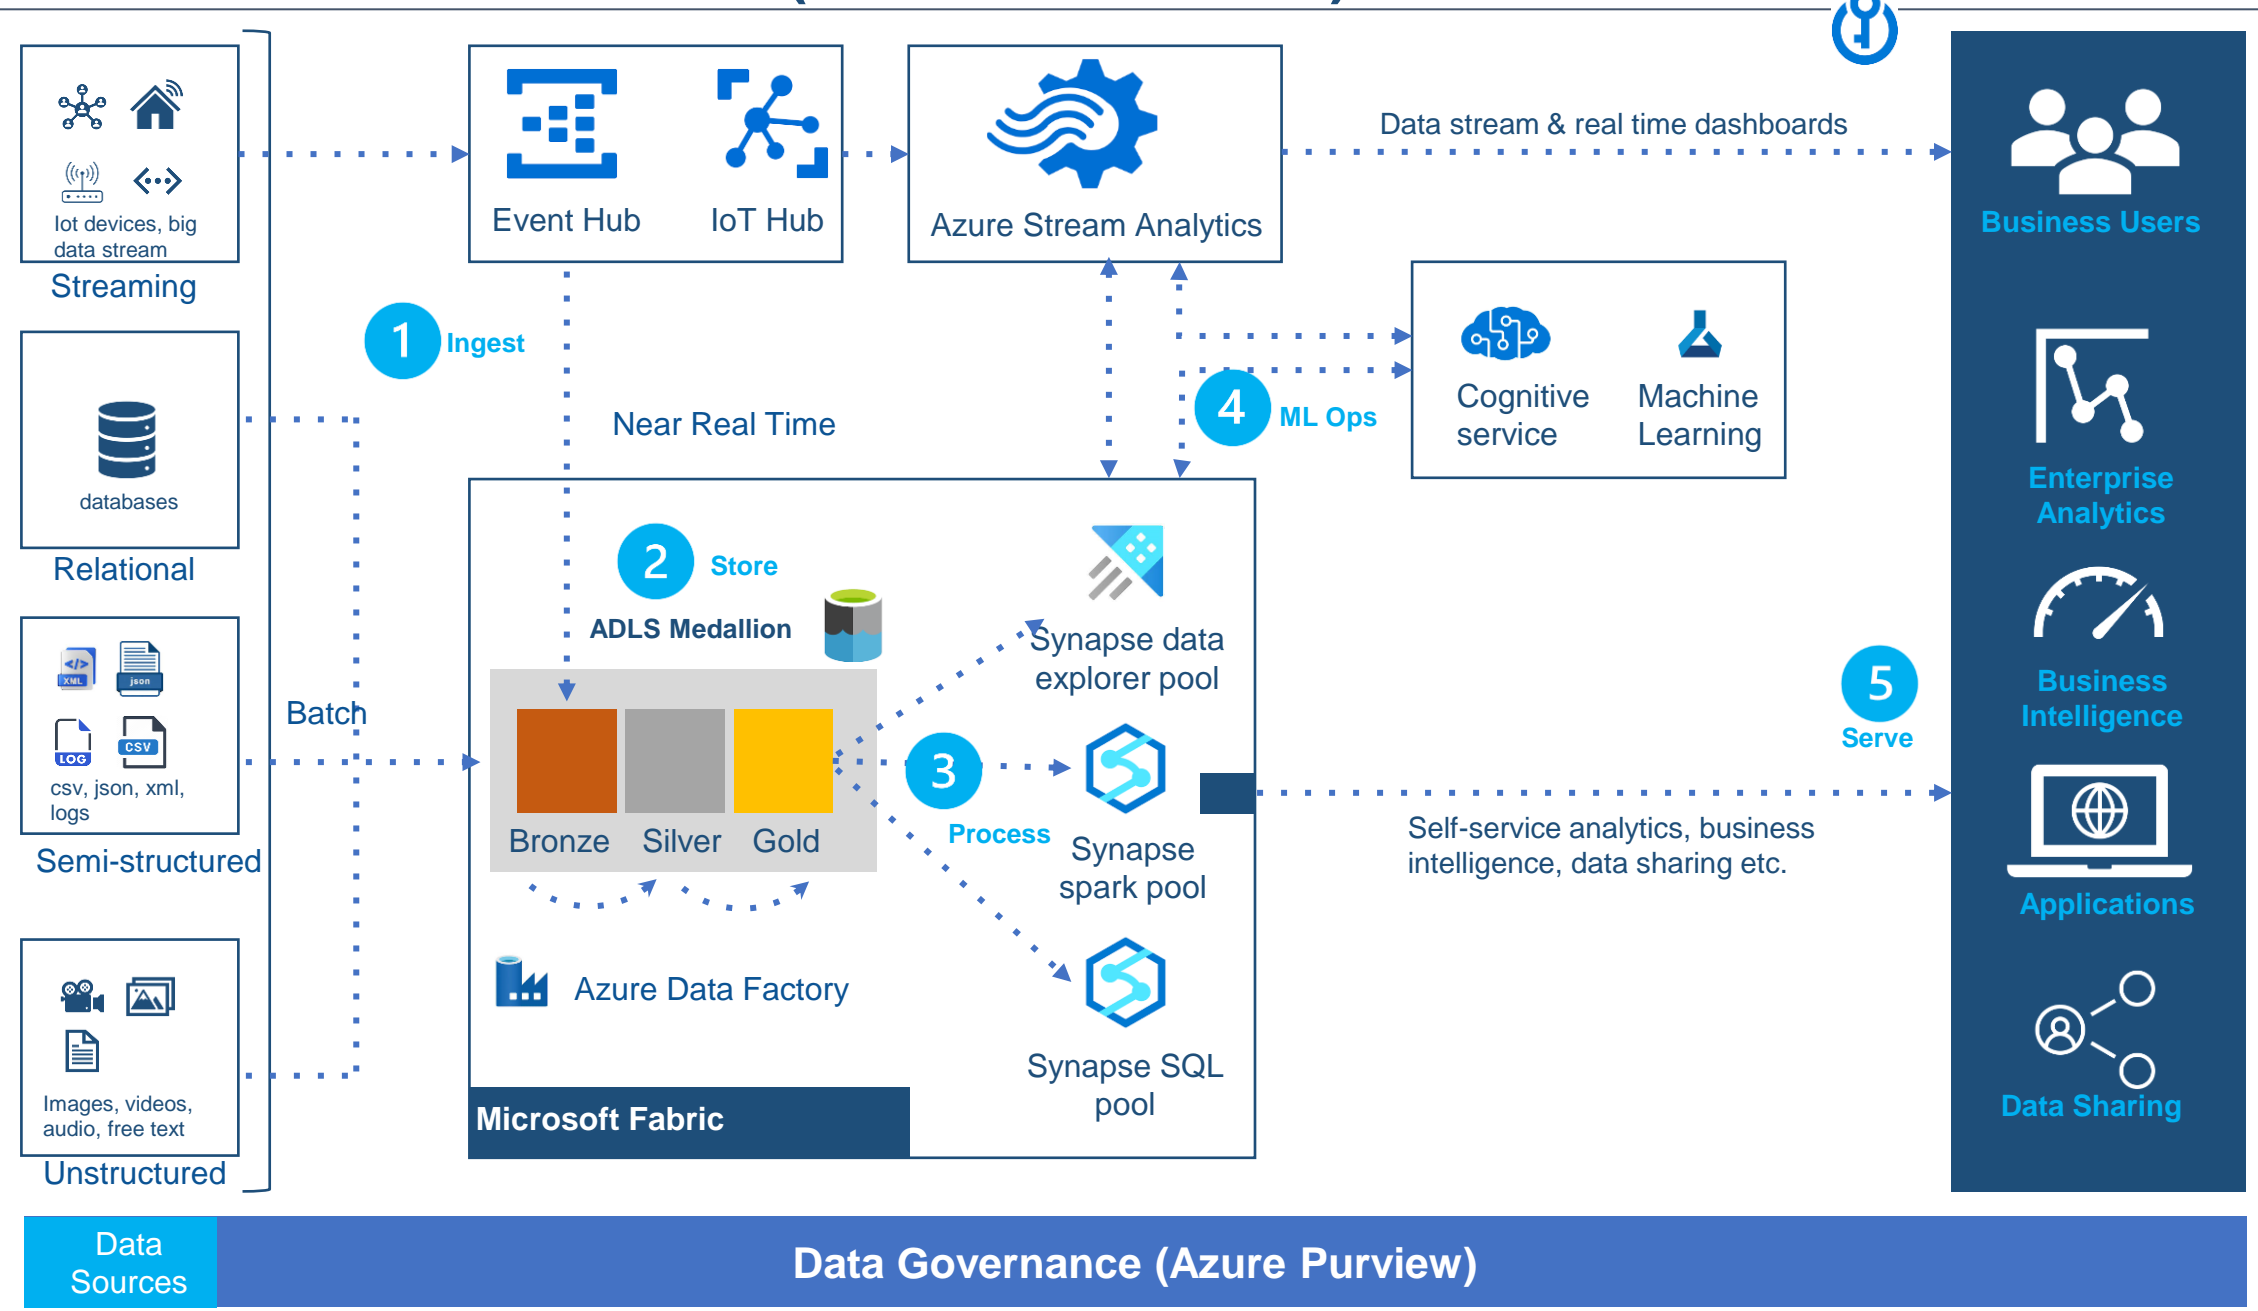 Iot devices, big
data stream
Streaming
databases
Relational
XML
json
LOG
CSV
csv, json, xml,
logs
Semi-structured
Images, videos,
audio, free text
Unstructured
Batch
Event Hub
IoT Hub
Azure Stream Analytics
Data stream & real time dashboards
1
Ingest
Near Real Time
4
ML Ops
Cognitive
service
Machine
Learning
2
Store
ADLS Medallion
Bronze
Silver
Gold
3
Process
Azure Data Factory
Microsoft Fabric
Synapse data
explorer pool
Synapse
spark pool
Synapse SQL
pool
5
Serve
Self-service analytics, business
intelligence, data sharing etc.
Business Users
Enterprise
Analytics
Business
Intelligence
Applications
Data Sharing
Data
Sources
Data Governance (Azure Purview)